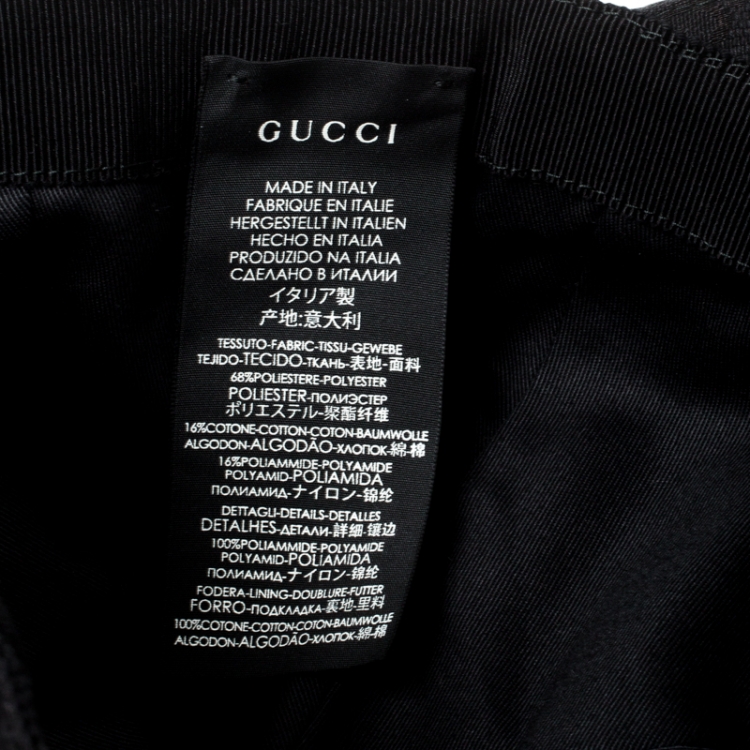 GUCCI
MADE IN ITALY
FABRIQUE EN ITALIE
HERGESTELLT IN ITALIEN
HECHO EN ITALIA
PRODUZIDO NA ITALIA
СДЕЛАНО В ИТАЛИИ
イタリア製
产地:意大利
TESSUTO-FABRIC-TISSU-GEWEBE
TEJIDO-TECIDO-ТКАНЬ-表地-面料
68%POLIESTERE-POLYESTER
POLIESTER-ПОЛИЭСТЕР
ポリエステル-聚酯纤维
16%COTONE-COTTON-COTON-BAUMWOLLE
ALGODON-ALGODÃO-ХЛОПОК-綿-棉
16%POLIAMMIDE-POLYAMIDE
POLYAMID-POLIAMIDA
ПОЛИАМИД-ナイロン-锦纶
DETTAGLI-DETAILS-DETALLES
DETALHES-ДЕТАЛИ-詳細-镶边
100%POLIAMMIDE-POLYAMIDE
POLYAMID-POLIAMIDA
ПОЛИАМИД-ナイロン-锦纶
FODERA-LINING-DOUBLURE-FUTTER
FORRO-ПОДКЛАДКА-裏地-里料
100%COTONE-COTTON-COTON-BAUMWOLLE
ALGODON-ALGODÃO-ХЛОПОК-綿-棉